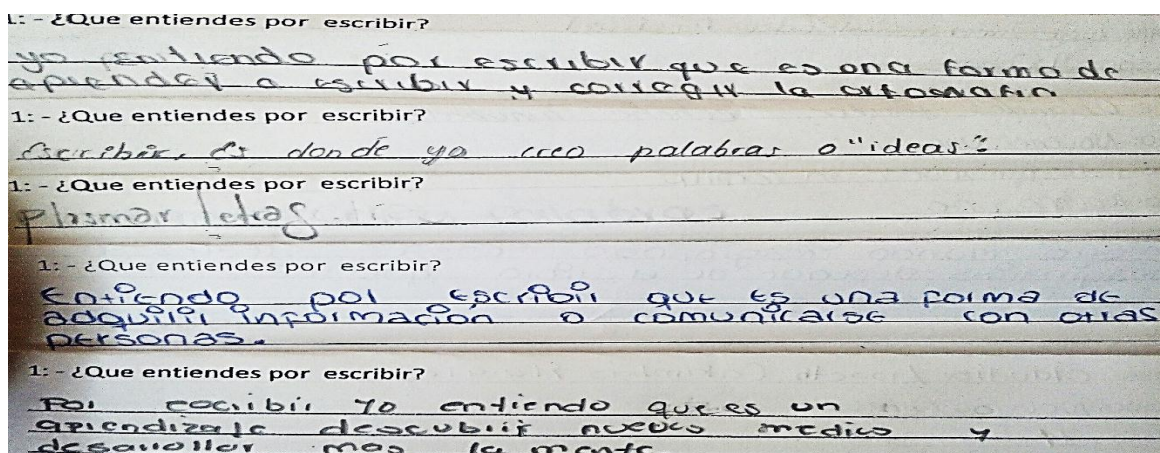 1: - ¿Que entiendes por escribir?
yo entiendo por escribir que es ona forma de
aprender a escribir y corregir la ortografia
1: - ¿Que entiendes por escribir?
Escribir, es donde yo creo palabras o "ideas".
1: - ¿Que entiendes por escribir?
plasmar letras.
1: - ¿Que entiendes por escribir?
Entiendo por escribir que es una forma de
adquirir información o comunicarse con otras
personas.
1: - ¿Que entiendes por escribir?
Por escribir yo entiendo que es un
aprendizaje descubrir nuevos medios y
desarrollar mas la mente